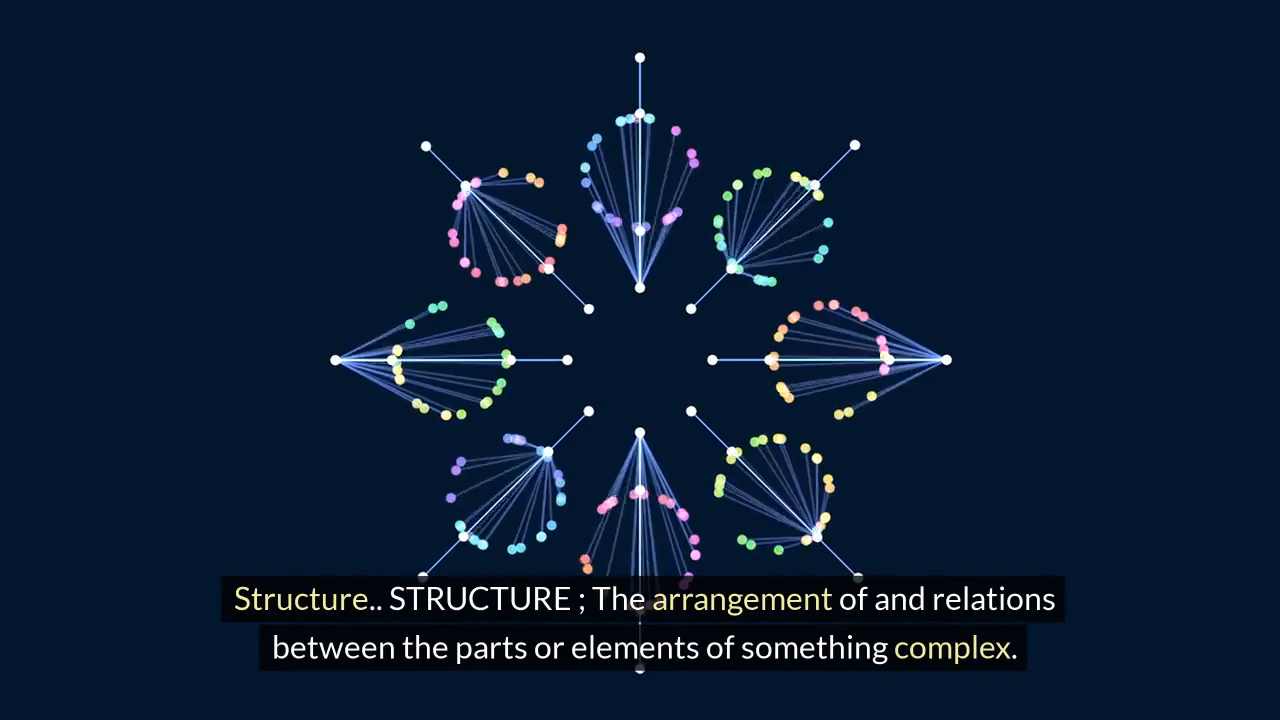 Structure.. STRUCTURE ; The arrangement of and relations
between the parts or elements of something complex.